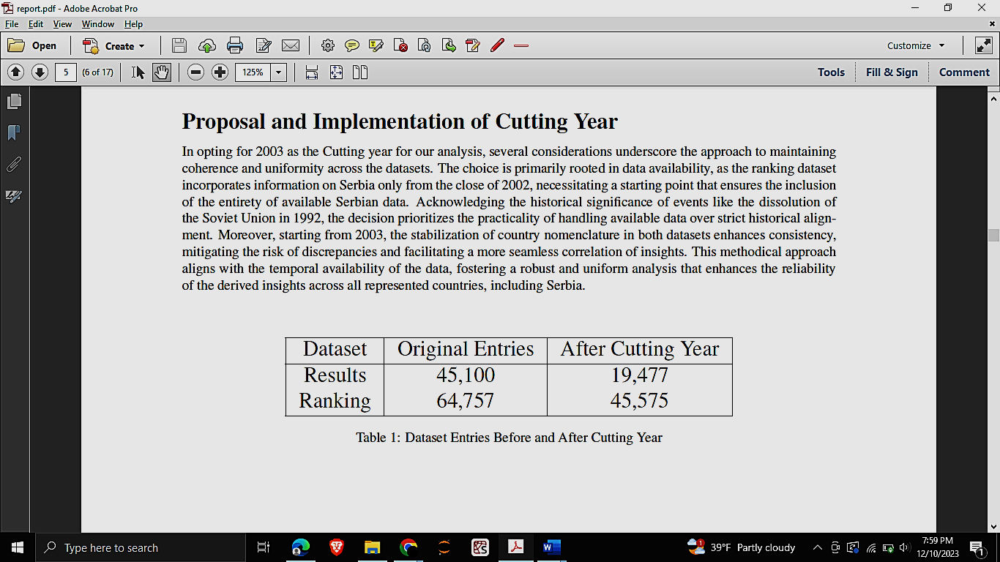 report.pdf - Adobe Acrobat Pro
File Edit View Window Help
Open Create Customize
5 (6 of 17) 125% Tools Fill & Sign Comment
Proposal and Implementation of Cutting Year
In opting for 2003 as the Cutting year for our analysis, several considerations underscore the approach to maintaining
coherence and uniformity across the datasets. The choice is primarily rooted in data availability, as the ranking dataset
incorporates information on Serbia only from the close of 2002, necessitating a starting point that ensures the inclusion
of the entirety of available Serbian data. Acknowledging the historical significance of events like the dissolution of
the Soviet Union in 1992, the decision prioritizes the practicality of handling available data over strict historical align-
ment. Moreover, starting from 2003, the stabilization of country nomenclature in both datasets enhances consistency,
mitigating the risk of discrepancies and facilitating a more seamless correlation of insights. This methodical approach
aligns with the temporal availability of the data, fostering a robust and uniform analysis that enhances the reliability
of the derived insights across all represented countries, including Serbia.
Dataset Original Entries After Cutting Year
Results 45,100 19,477
Ranking 64,757 45,575
Table 1: Dataset Entries Before and After Cutting Year
Type here to search 1 39°F Partly cloudy 7:59 PM 1
12/10/2023